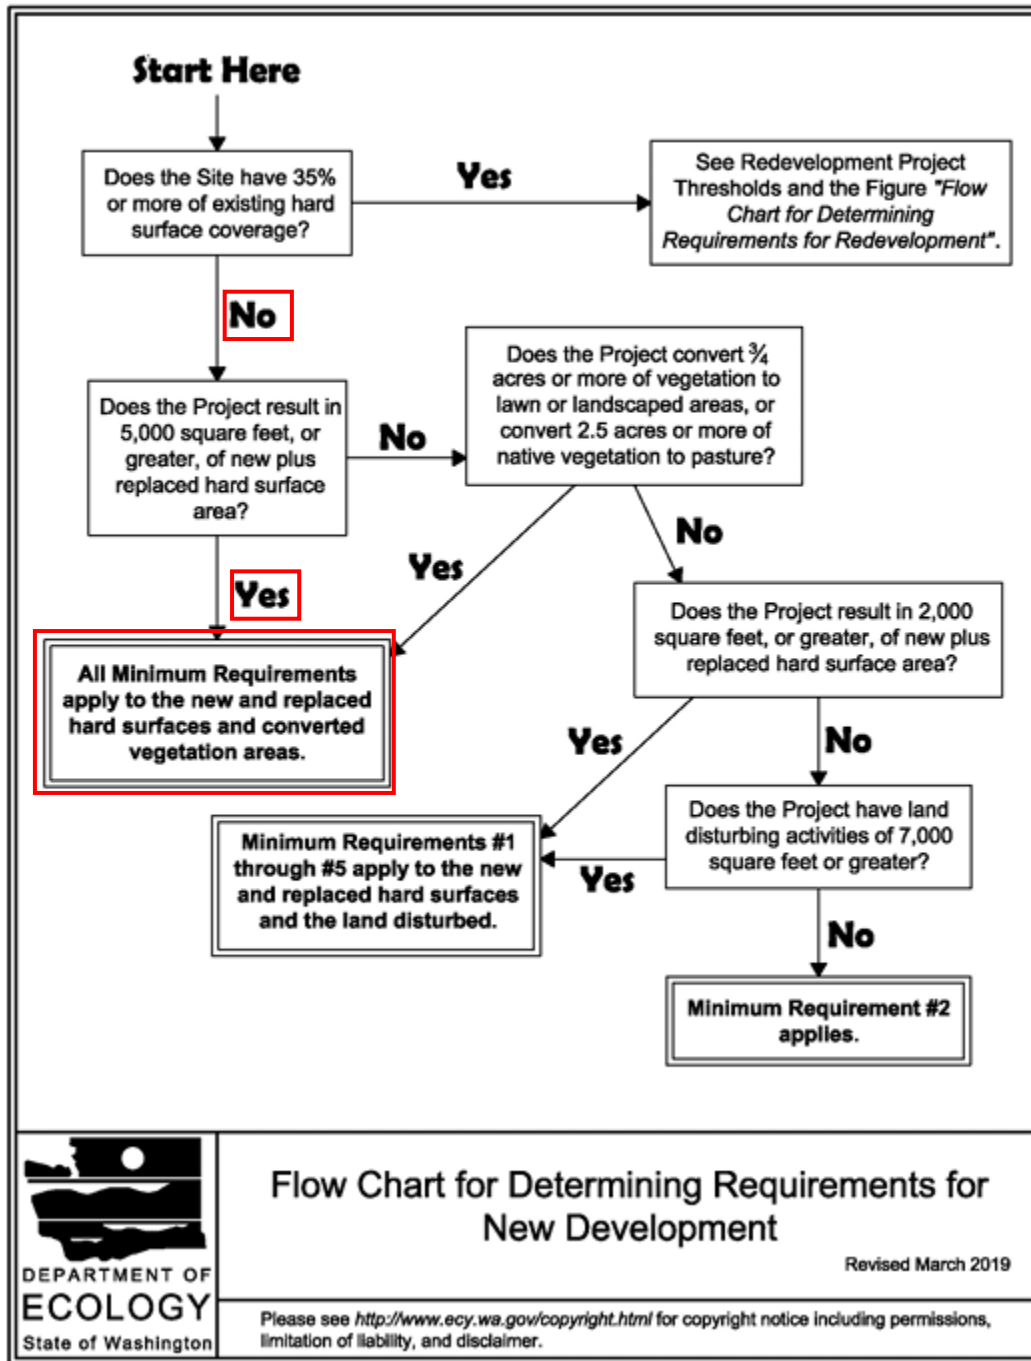 Start Here
Does the Site have 35%
or more of existing hard
surface coverage?
Yes
See Redevelopment Project
Thresholds and the Figure "Flow
Chart for Determining
Requirements for Redevelopment".
No
Does the Project result in
5,000 square feet, or
greater, of new plus
replaced hard surface
area?
No
Does the Project convert ¾
acres or more of vegetation to
lawn or landscaped areas, or
convert 2.5 acres or more of
native vegetation to pasture?
Yes
Yes
No
All Minimum Requirements
apply to the new and replaced
hard surfaces and converted
vegetation areas.
Does the Project result in 2,000
square feet, or greater, of new plus
replaced hard surface area?
Yes
No
Minimum Requirements #1
through #5 apply to the new
and replaced hard surfaces
and the land disturbed.
Does the Project have land
disturbing activities of 7,000
square feet or greater?
Yes
No
Minimum Requirement #2
applies.
DEPARTMENT OF
ECOLOGY
State of Washington
Flow Chart for Determining Requirements for
New Development
Revised March 2019
Please see http://www.ecy.wa.gov/copyright.html for copyright notice including permissions,
limitation of liability, and disclaimer.